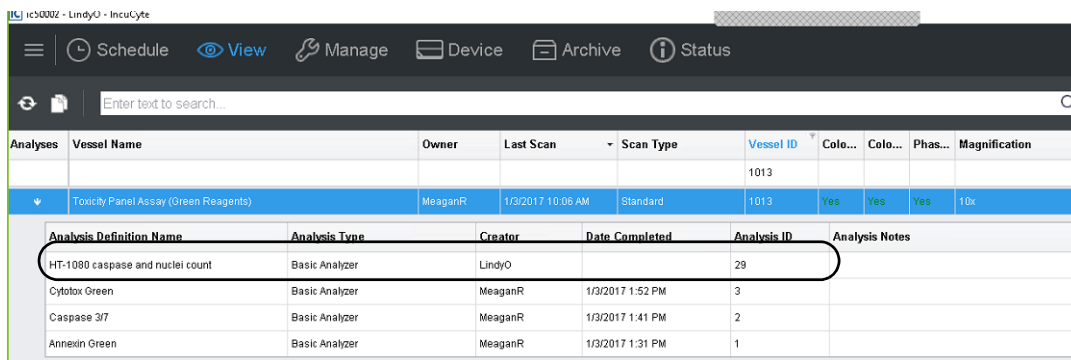 ic50002 - LindyO - IncuCyte
Schedule View Manage Device Archive Status
Enter text to search...
Analyses Vessel Name Owner Last Scan Scan Type Vessel ID Colo... Colo... Phas... Magnification
1013
Toxicity Panel Assay (Green Reagents) MeaganR 1/3/2017 10:06 AM Standard 1013 Yes Yes Yes 10x
Analysis Definition Name Analysis Type Creator Date Completed Analysis ID Analysis Notes
HT-1080 caspase and nuclei count Basic Analyzer LindyO 29
Cytotox Green Basic Analyzer MeaganR 1/3/2017 1:52 PM 3
Caspase 3/7 Basic Analyzer MeaganR 1/3/2017 1:41 PM 2
Annexin Green Basic Analyzer MeaganR 1/3/2017 1:31 PM 1